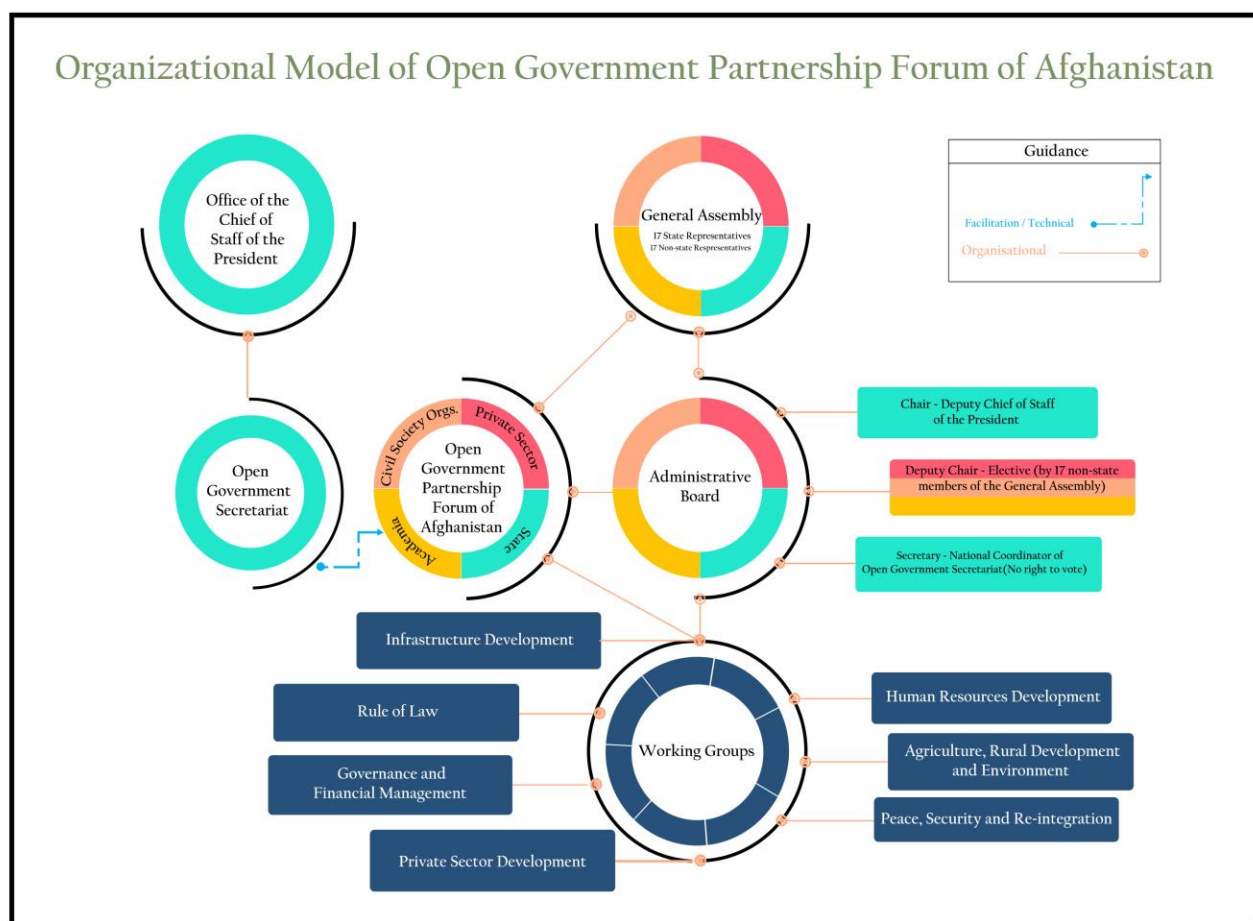 Organizational Model of Open Government Partnership Forum of Afghanistan
Office of the
Chief of
Staff of the
President
General Assembly
17 State Representatives
17 Non-state Respresentatives
Guidance
Facilitation / Technical
Organisational
Open
Government
Secretariat
Civil Society Orgs.
Private Sector
Academia
State
Open
Government
Partnership
Forum of
Afghanistan
Administrative
Board
Chair - Deputy Chief of Staff
of the President
Deputy Chair - Elective (by 17 non-state
members of the General Assembly)
Secretary - National Coordinator of
Open Government Secretariat(No right to vote)
Infrastructure Development
Rule of Law
Governance and
Financial Management
Private Sector Development
Working Groups
Human Resources Development
Agriculture, Rural Development
and Environment
Peace, Security and Re-integration